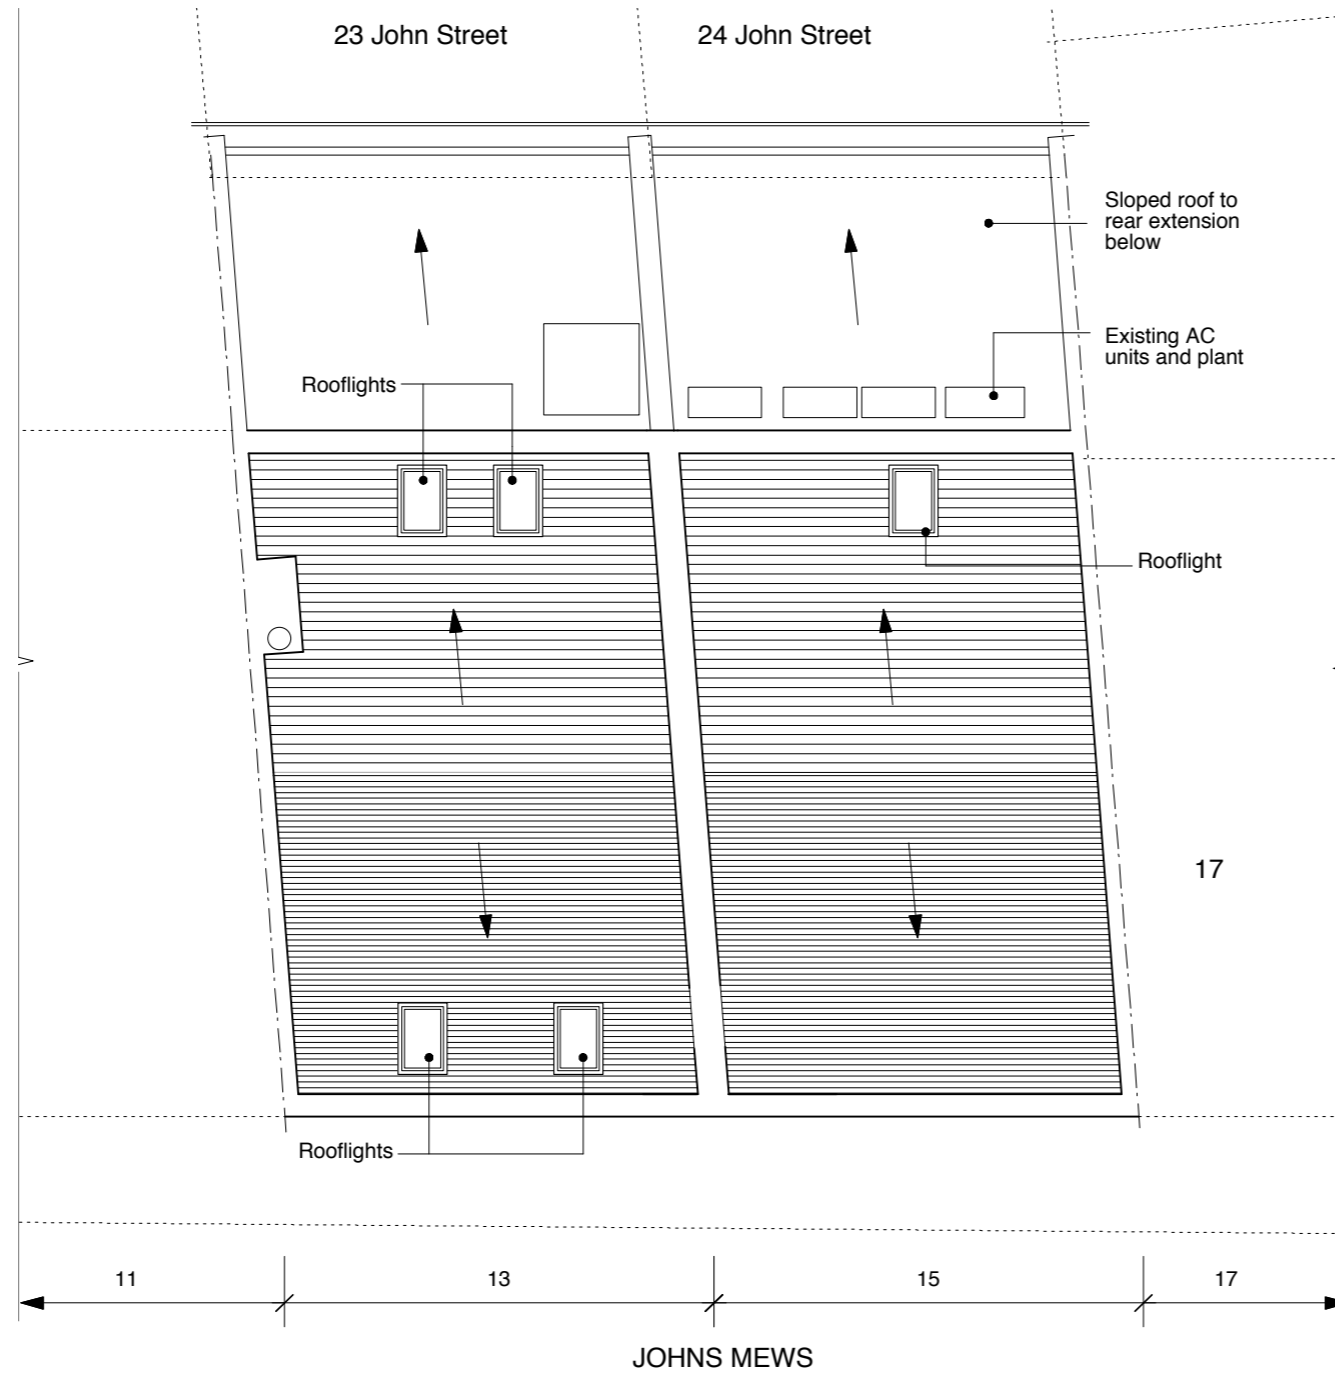 23 John Street
24 John Street
Sloped roof to
rear extension
below
Existing AC
units and plant
Rooflights
Rooflight
17
Rooflights
11
13
15
17
JOHNS MEWS